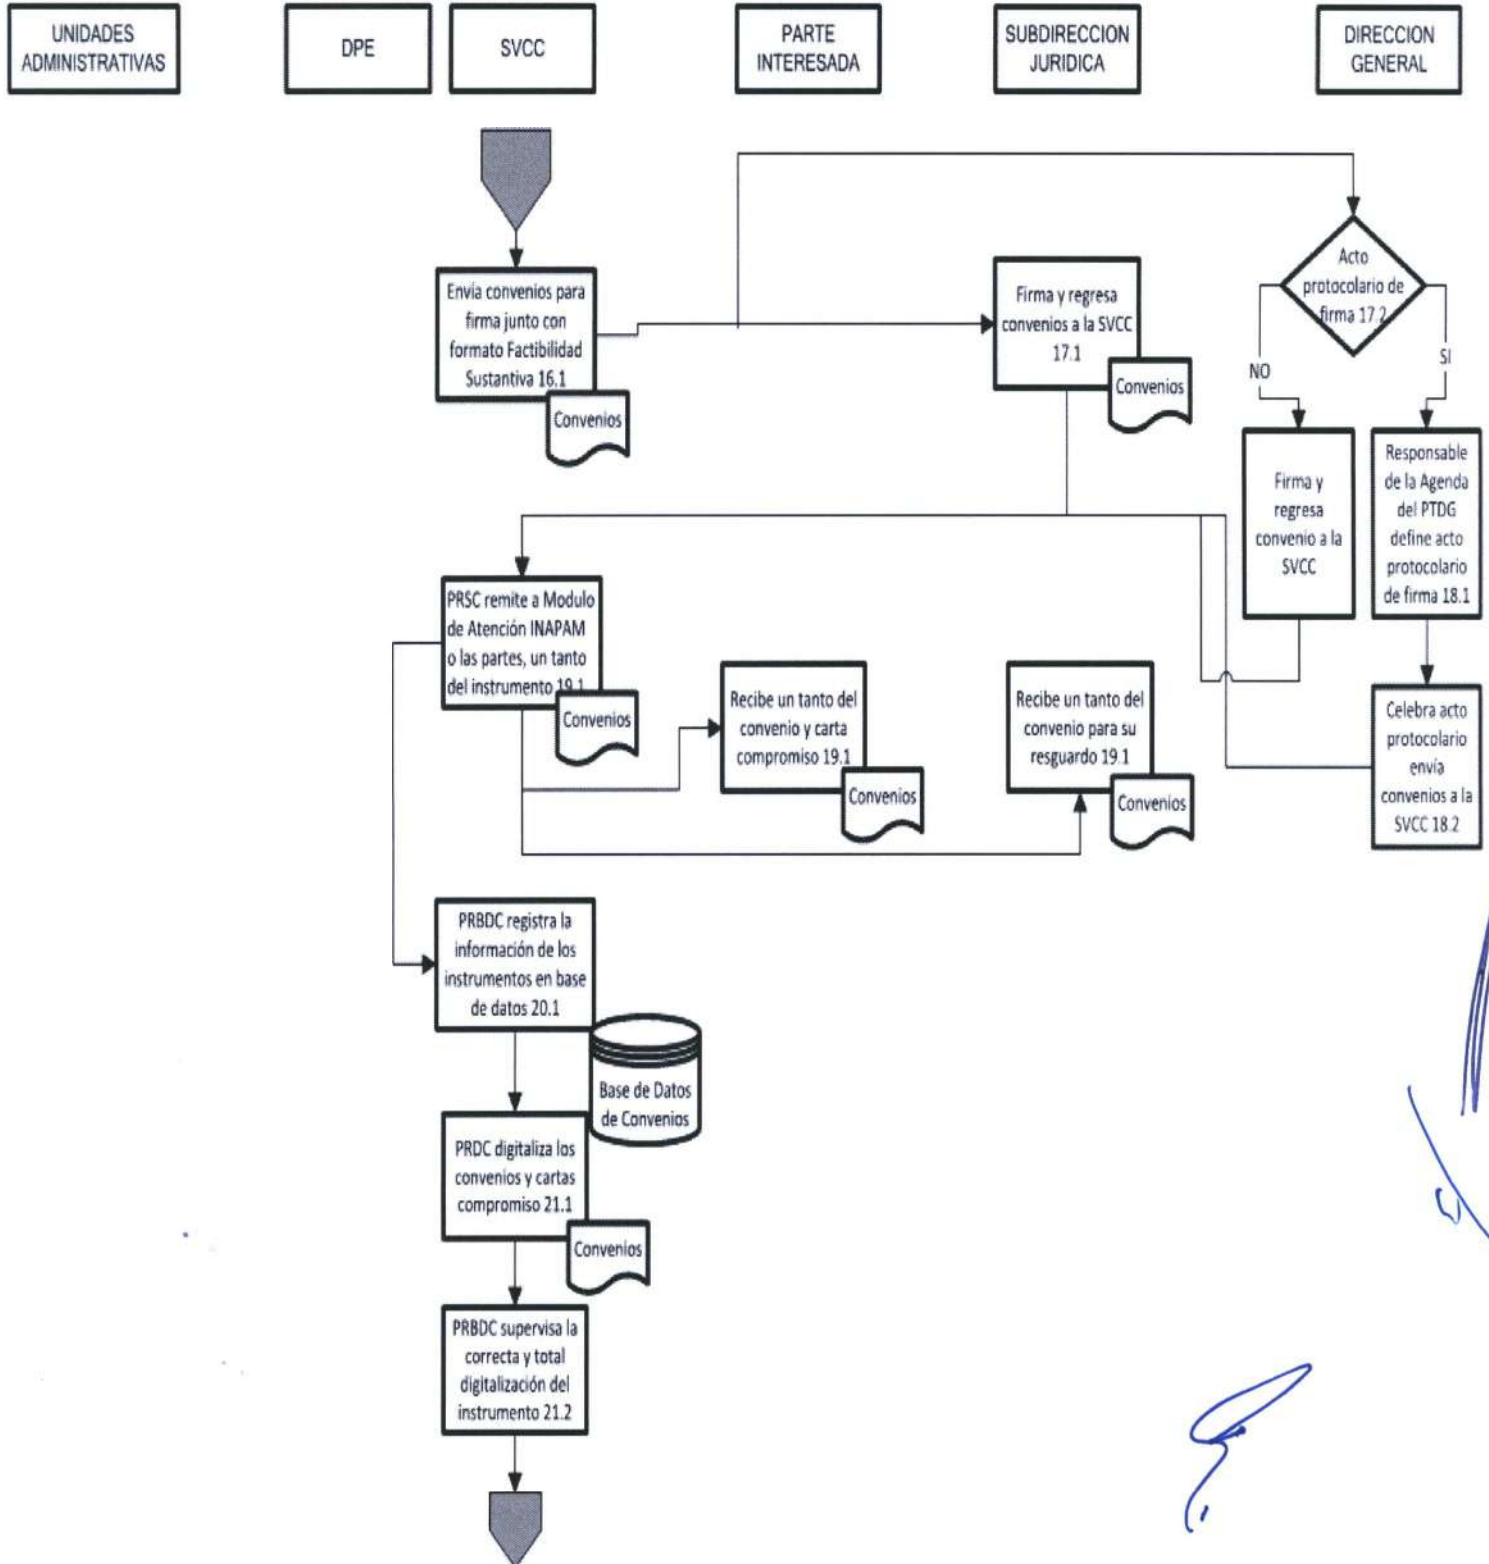 UNIDADES
ADMINISTRATIVAS
DPE
SVCC
PARTE
INTERESADA
SUBDIRECCION
JURIDICA
DIRECCION
GENERAL
Envía convenios para
firma junto con
formato Factibilidad
Sustantiva 16.1
Convenios
Firma y regresa
convenios a la SVCC
17.1
Convenios
Acto
protocolario de
firma 17.2
NO
SI
Firma y
regresa
convenio a la
SVCC
Responsable
de la Agenda
del PTDG
define acto
protocolario
de firma 18.1
PRSC remite a Modulo
de Atención INAPAM
o las partes, un tanto
del instrumento 19.1
Convenios
Recibe un tanto del
convenio y carta
compromiso 19.1
Convenios
Recibe un tanto del
convenio para su
resguardo 19.1
Convenios
Celebra acto
protocolario
envía
convenios a la
SVCC 18.2
PRBDC registra la
información de los
instrumentos en base
de datos 20.1
Base de Datos
de Convenios
PRDC digitaliza los
convenios y cartas
compromiso 21.1
Convenios
PRBDC supervisa la
correcta y total
digitalización del
instrumento 21.2